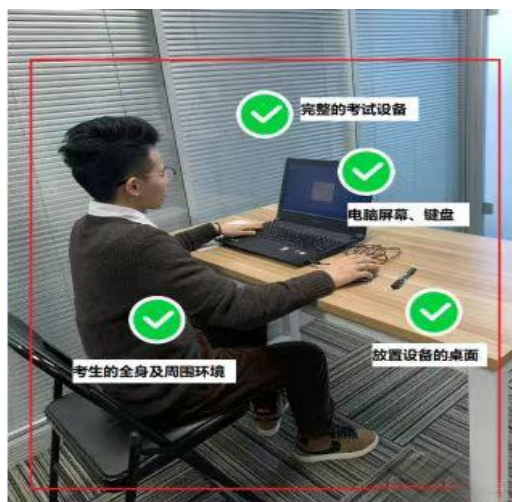 完整的考试设备
电脑屏幕、键盘
放置设备的桌面
考生的全身及周围环境